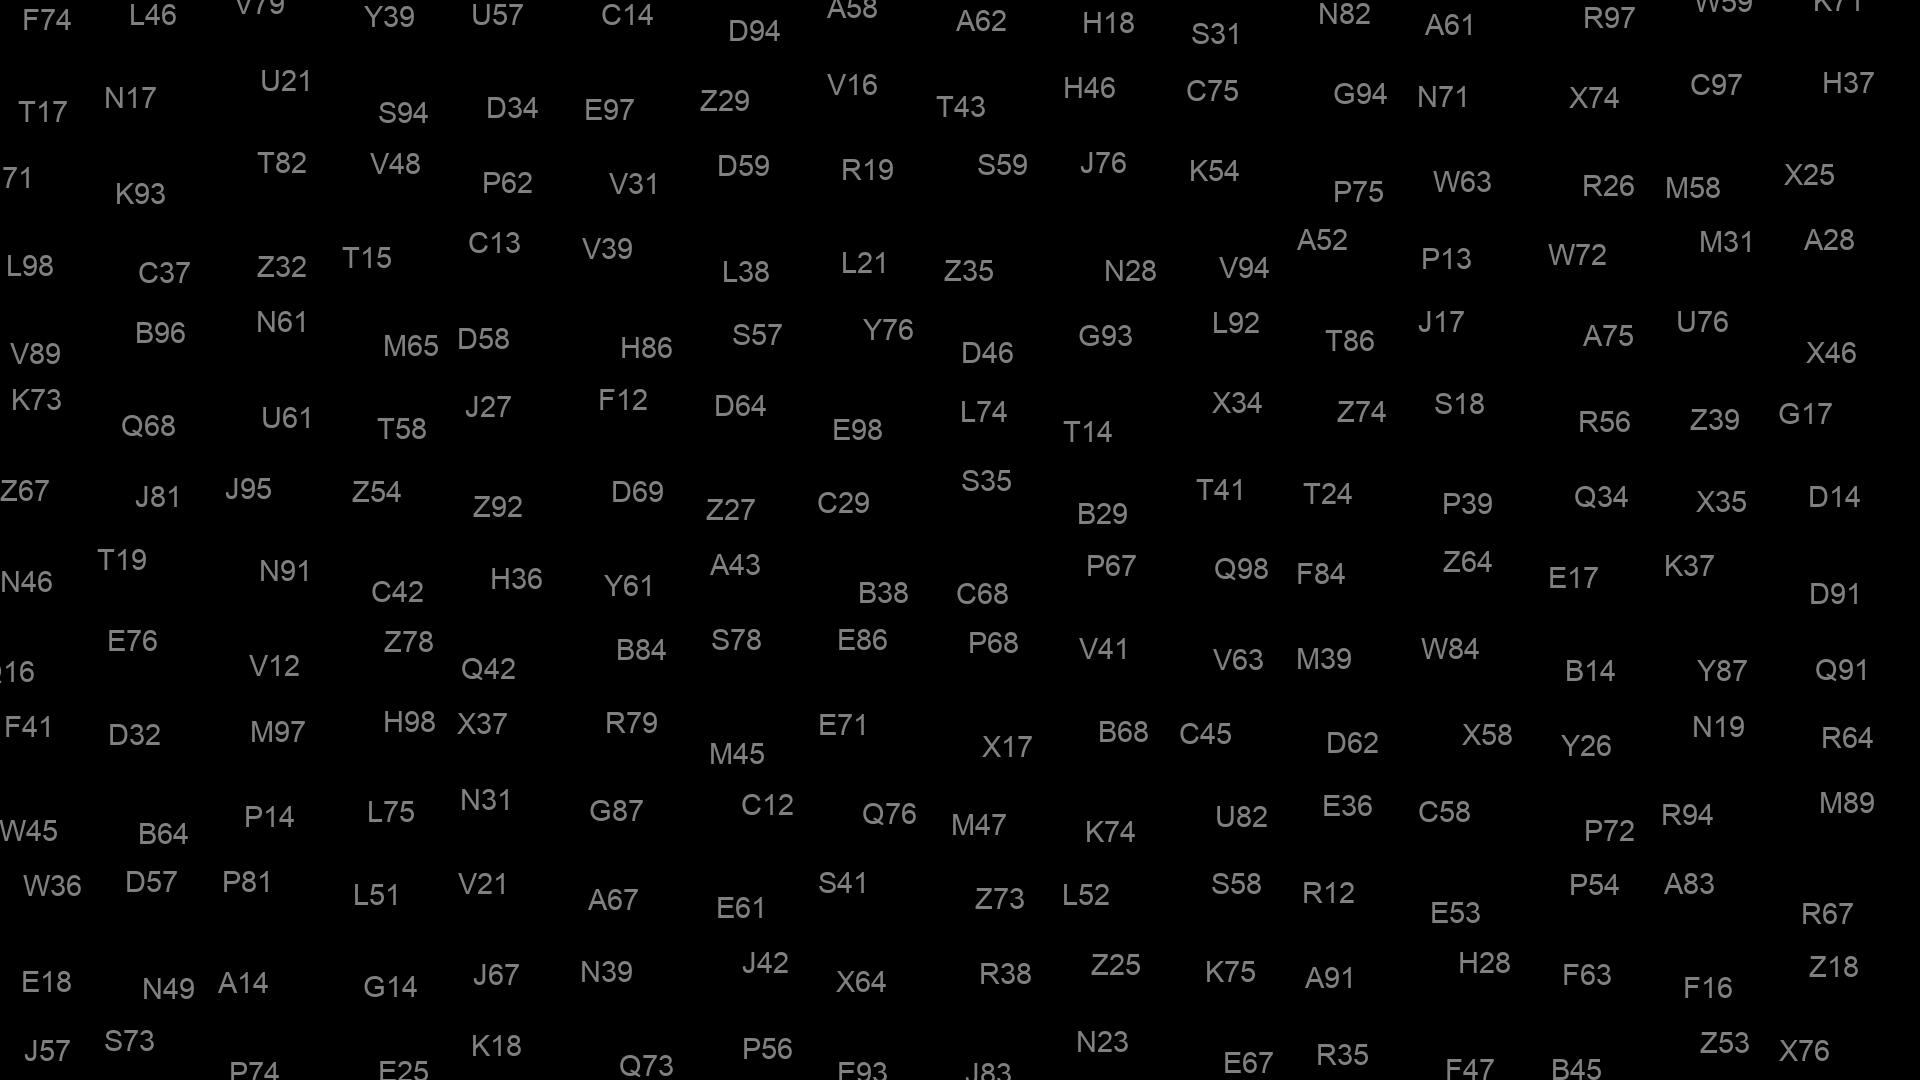 F74 L46 V79 Y39 U57 C14 D94 A58 A62 H18 S31 N82 A61 R97 W59 K71
T17 N17 U21 S94 D34 E97 Z29 V16 T43 H46 C75 G94 N71 X74 C97 H37
71 K93 T82 V48 P62 V31 D59 R19 S59 J76 K54 P75 W63 R26 M58 X25
L98 C37 Z32 T15 C13 V39 L38 L21 Z35 N28 V94 A52 P13 W72 M31 A28
V89 B96 N61 M65 D58 H86 S57 Y76 D46 G93 L92 T86 J17 A75 U76 X46
K73 Q68 U61 T58 J27 F12 D64 E98 L74 T14 X34 Z74 S18 R56 Z39 G17
Z67 J81 J95 Z54 Z92 D69 Z27 C29 S35 B29 T41 T24 P39 Q34 X35 D14
N46 T19 N91 C42 H36 Y61 A43 B38 C68 P67 Q98 F84 Z64 E17 K37 D91
16 E76 V12 Z78 Q42 B84 S78 E86 P68 V41 V63 M39 W84 B14 Y87 Q91
F41 D32 M97 H98 X37 R79 M45 E71 X17 B68 C45 D62 X58 Y26 N19 R64
W45 B64 P14 L75 N31 G87 C12 Q76 M47 K74 U82 E36 C58 P72 R94 M89
W36 D57 P81 L51 V21 A67 E61 S41 Z73 L52 S58 R12 E53 P54 A83 R67
E18 N49 A14 G14 J67 N39 J42 X64 R38 Z25 K75 A91 H28 F63 F16 Z18
J57 S73 P74 E25 K18 Q73 P56 F93 J83 N23 E67 R35 F47 B45 Z53 X76